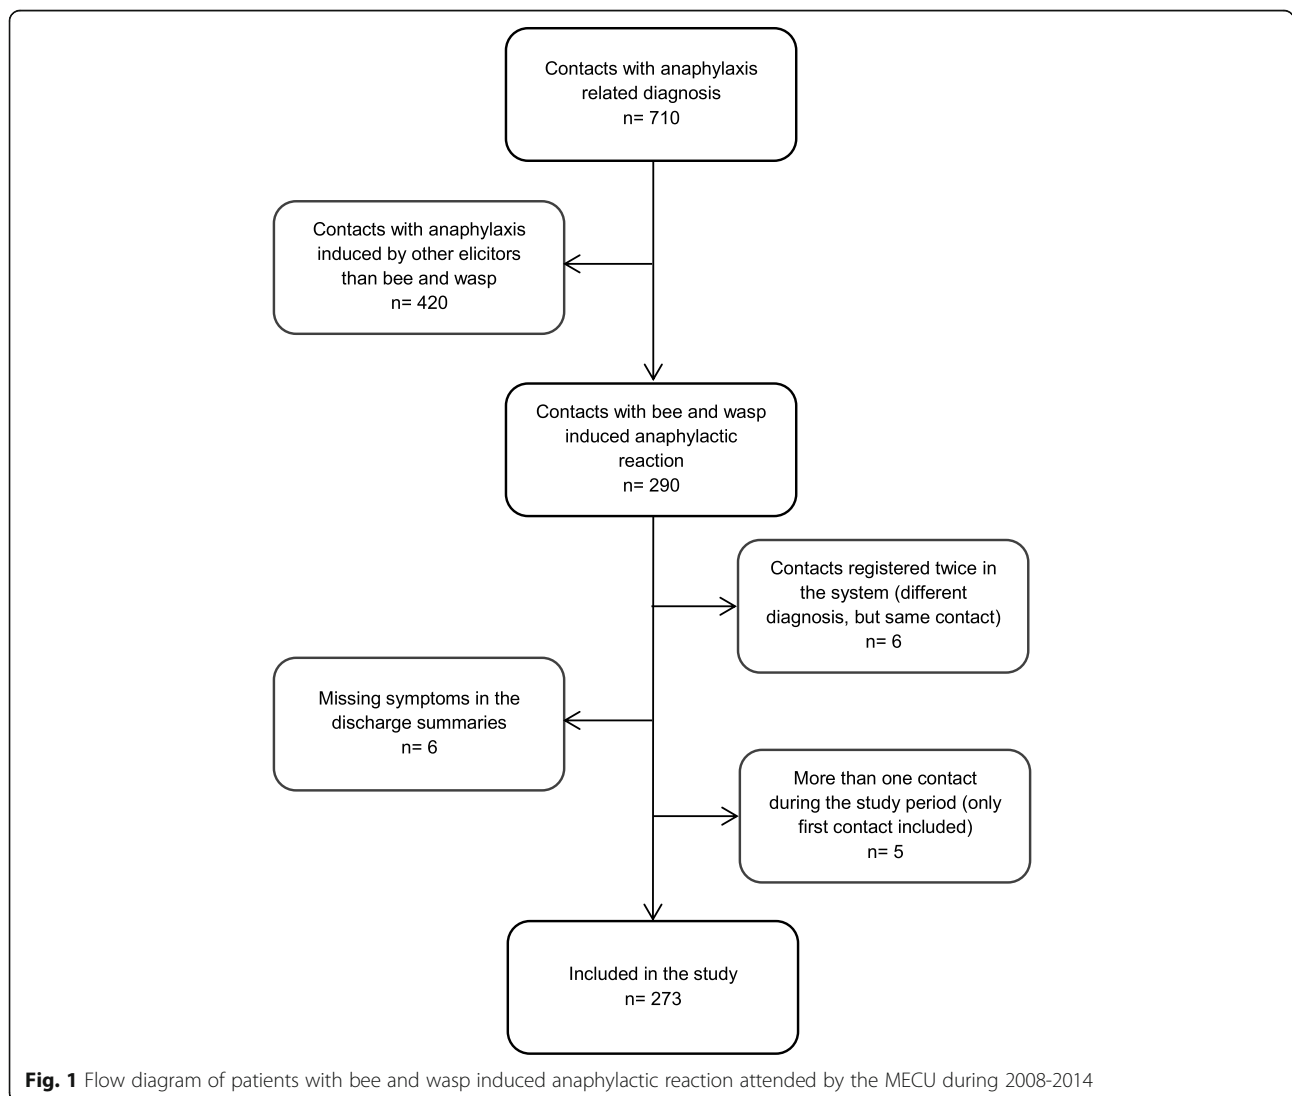 Contacts with anaphylaxis
related diagnosis
n= 710
Contacts with anaphylaxis
induced by other elicitors
than bee and wasp
n= 420
Contacts with bee and wasp
induced anaphylactic
reaction
n= 290
Contacts registered twice in
the system (different
diagnosis, but same contact)
n= 6
Missing symptoms in the
discharge summaries
n= 6
More than one contact
during the study period (only
first contact included)
n= 5
Included in the study
n= 273
Fig. 1 Flow diagram of patients with bee and wasp induced anaphylactic reaction attended by the MECU during 2008-2014